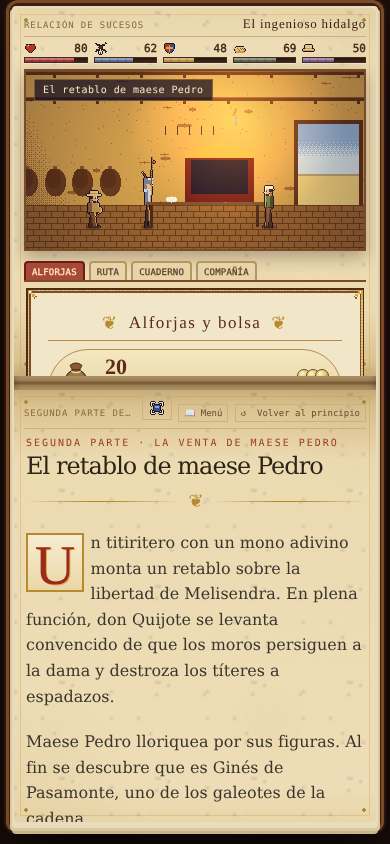 RELACIÓN DE SUCESOS
El ingenioso hidalgo
80 62 48 69 50
El retablo de maese Pedro
ALFORJAS RUTA CUADERNO COMPAÑÍA
Alforjas y bolsa
20
SEGUNDA PARTE DE…
Menú
Volver al principio
SEGUNDA PARTE · LA VENTA DE MAESE PEDRO
El retablo de maese Pedro
Un titiritero con un mono adivino
monta un retablo sobre la
libertad de Melisendra. En plena
función, don Quijote se levanta
convencido de que los moros persiguen a
la dama y destroza los títeres a
espadazos.
Maese Pedro lloriquea por sus figuras. Al
fin se descubre que es Ginés de
Pasamonte, uno de los galeotes de la
cadena